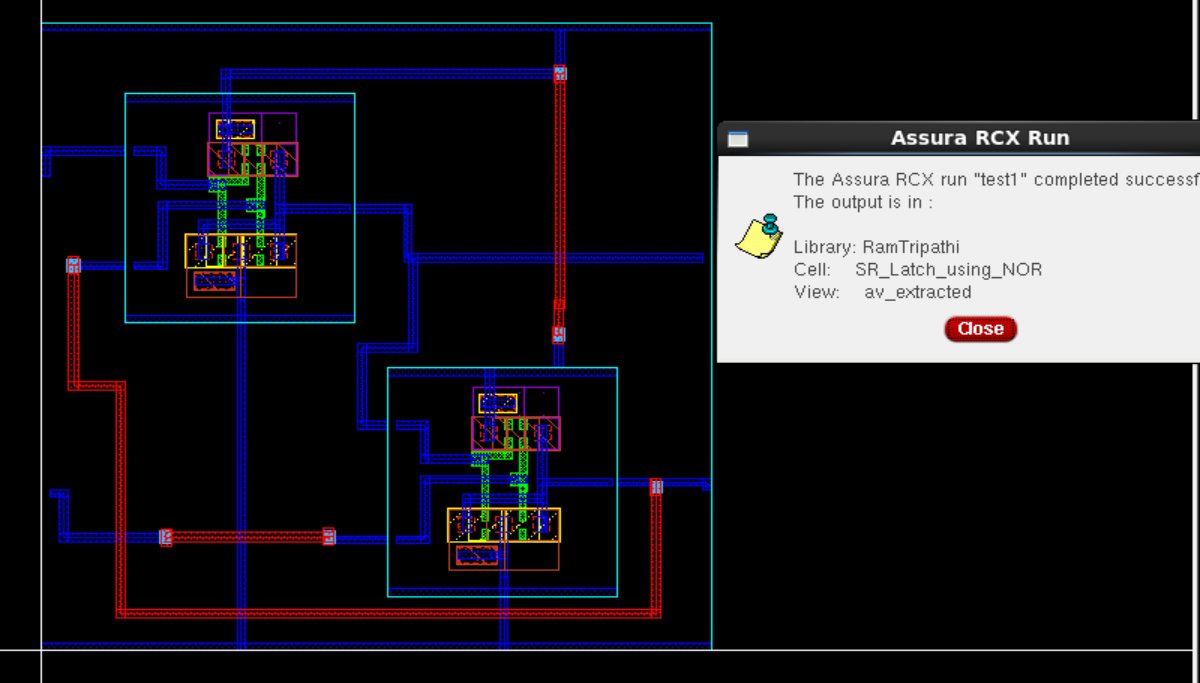 Assura RCX Run
The Assura RCX run "test1" completed
The output is in :
Library: RamTripathi
Cell: SR_Latch_using_NOR
View: av_extracted
Close